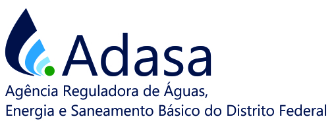 Adasa
Agência Reguladora de Águas,
Energia e Saneamento Básico do Distrito Federal